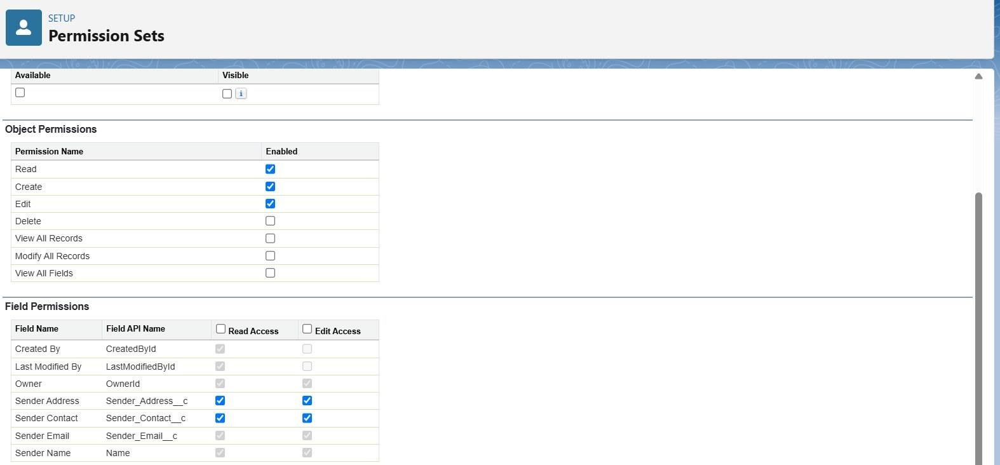 SETUP
Permission Sets
Available Visible
i
Object Permissions
Permission Name Enabled
Read
Create
Edit
Delete
View All Records
Modify All Records
View All Fields
Field Permissions
Field Name Field API Name Read Access Edit Access
Created By CreatedById
Last Modified By LastModifiedById
Owner OwnerId
Sender Address Sender_Address__c
Sender Contact Sender_Contact__c
Sender Email Sender_Email__c
Sender Name Name